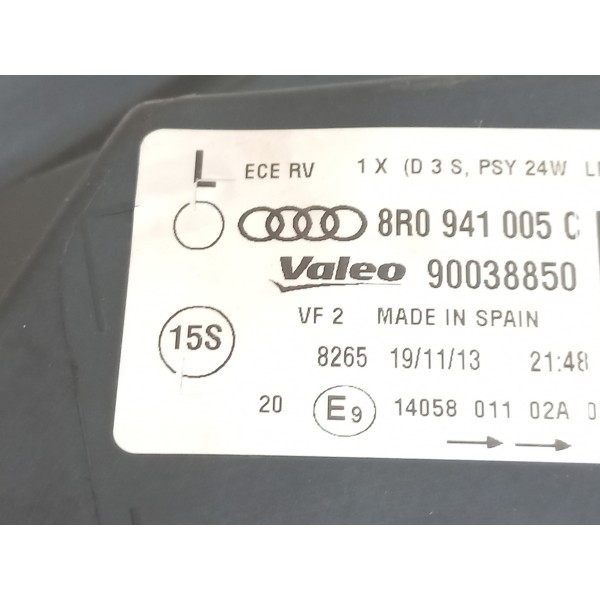 L ECE RV 1 X (D 3 S, PSY 24W
8R0 941 005 C
Valeo 90038850
VF 2 MADE IN SPAIN
15S
8265 19/11/13 21:48
20 E9 14058 011 02A